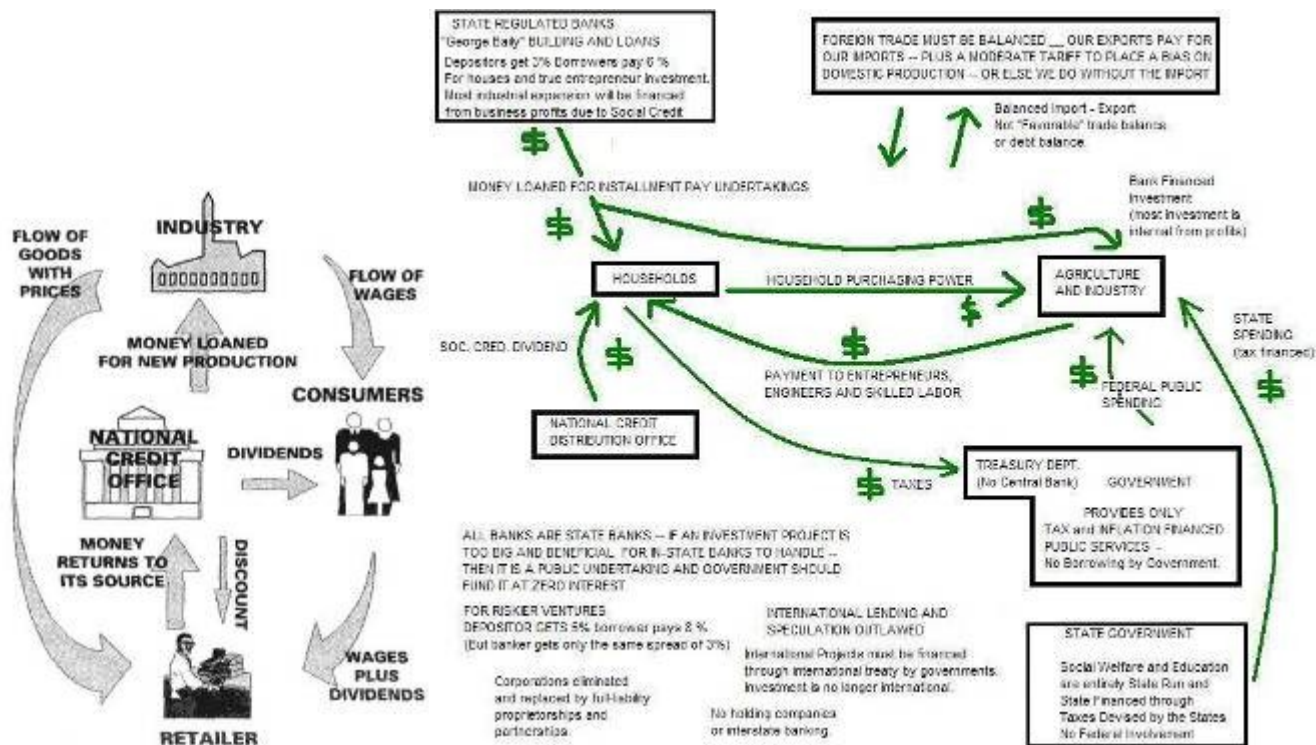 INDUSTRY
FLOW OF
GOODS
WITH
PRICES
FLOW OF
WAGES
MONEY LOANED
FOR NEW PRODUCTION
CONSUMERS
NATIONAL
CREDIT
OFFICE
DIVIDENDS
MONEY
RETURNS TO
ITS SOURCE
DISCOUNT
WAGES
PLUS
DIVIDENDS
RETAILER
STATE REGULATED BANKS
"George Baily" BUILDING AND LOANS
Depositors get 3% Borrowers pay 6 %
For houses and true entrepreneur investment.
Most industrial expansion will be financed
from business profits due to Social Credit
FOREIGN TRADE MUST BE BALANCED __ OUR EXPORTS PAY FOR
OUR IMPORTS -- PLUS A MODERATE TARIFF TO PLACE A BIAS ON
DOMESTIC PRODUCTION -- OR ELSE WE DO WITHOUT THE IMPORT
Balanced Import - Export
Not "Favorable" trade balance
or debt balance.
$
MONEY LOANED FOR INSTALLMENT PAY UNDERTAKINGS
$
$
Bank Financed
Investment
(most investment is
internal from profits)
HOUSEHOLDS
HOUSEHOLD PURCHASING POWER
$
AGRICULTURE
AND INDUSTRY
SOC. CRED. DIVIDEND
$
$
PAYMENT TO ENTREPRENEURS,
ENGINEERS AND SKILLED LABOR
$
FEDERAL PUBLIC
SPENDING
STATE
SPENDING
(tax financed)
$
NATIONAL CREDIT
DISTRIBUTION OFFICE
$ TAXES
TREASURY DEPT.
(No Central Bank)
GOVERNMENT
PROVIDES ONLY
TAX and INFLATION FINANCED
PUBLIC SERVICES --
No Borrowing by Government.
ALL BANKS ARE STATE BANKS -- IF AN INVESTMENT PROJECT IS
TOO BIG AND BENEFICIAL FOR IN-STATE BANKS TO HANDLE --
THEN IT IS A PUBLIC UNDERTAKING AND GOVERNMENT SHOULD
FUND IT AT ZERO INTEREST
FOR RISKIER VENTURES
DEPOSITOR GETS 5% borrower pays 8 %
(But banker gets only the same spread of 3%)
INTERNATIONAL LENDING AND
SPECULATION OUTLAWED
International Projects must be financed
through international treaty by governments.
Investment is no longer international.
Corporations eliminated
and replaced by full-liability
proprietorships and
partnerships.
No holding companies
or interstate banking.
STATE GOVERNMENT
Social Welfare and Education
are entirely State Run and
State Financed through
Taxes Devised by the States
No Federal Involvement